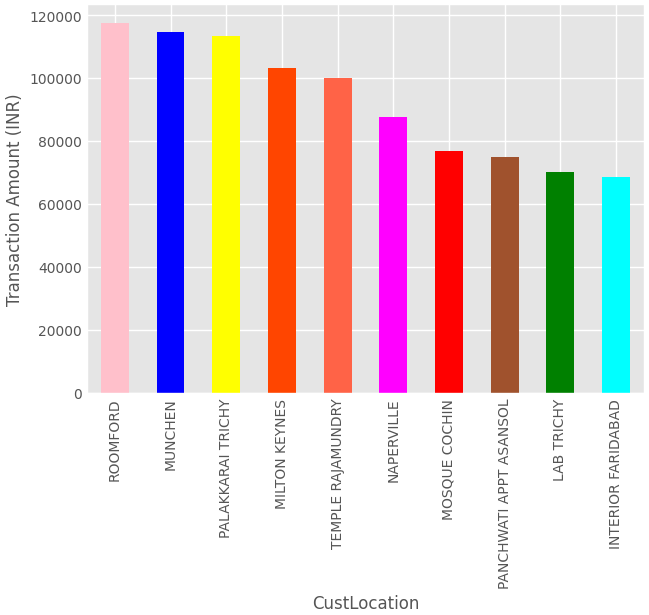 Transaction Amount (INR)
120000
100000
80000
60000
40000
20000
0
ROOMFORD
MUNCHEN
PALAKKARAI TRICHY
MILTON KEYNES
TEMPLE RAJAMUNDRY
NAPERVILLE
MOSQUE COCHIN
PANCHWATI APPT ASANSOL
LAB TRICHY
INTERIOR FARIDABAD
CustLocation